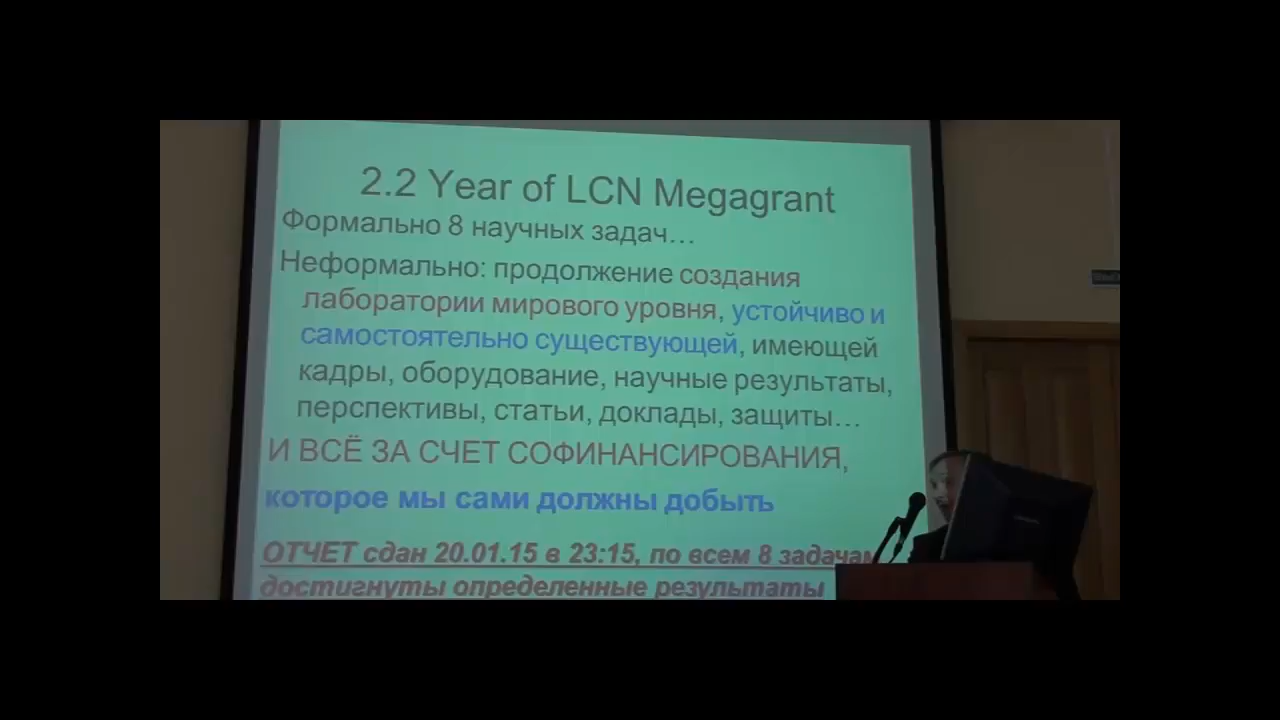 2.2 Year of LCN Megagrant
Формально 8 научных задач…
Неформально: продолжение создания
лаборатории мирового уровня, устойчиво и
самостоятельно существующей, имеющей
кадры, оборудование, научные результаты,
перспективы, статьи, доклады, защиты…
И ВСЁ ЗА СЧЕТ СОФИНАНСИРОВАНИЯ,
которое мы сами должны добыть
ОТЧЕТ сдан 20.01.15 в 23:15, по всем 8 задачам
достигнуты определенные результаты